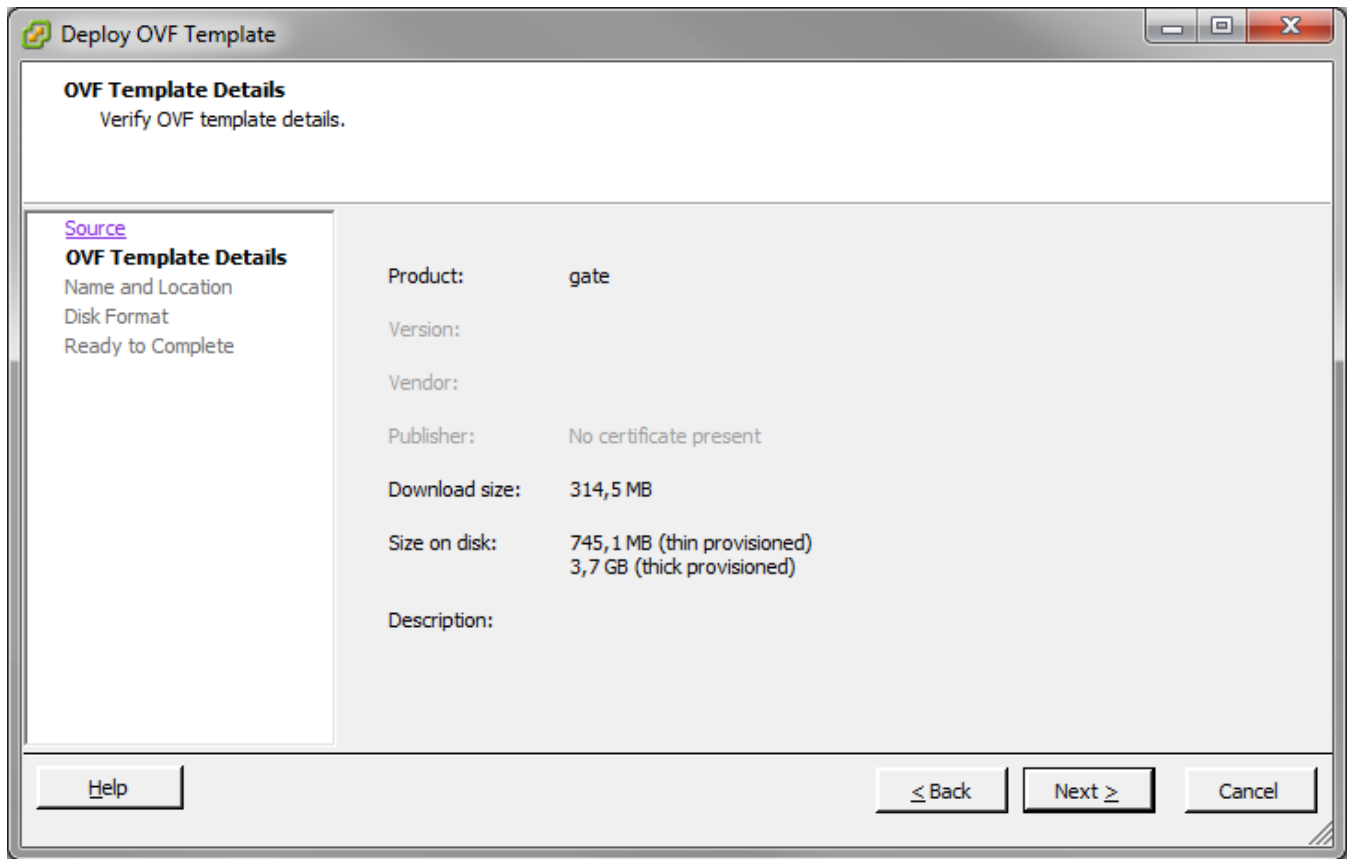 Deploy OVF Template
OVF Template Details
Verify OVF template details.
Source
OVF Template Details
Name and Location
Disk Format
Ready to Complete
Product: gate
Version:
Vendor:
Publisher: No certificate present
Download size: 314,5 MB
Size on disk: 745,1 MB (thin provisioned)
3,7 GB (thick provisioned)
Description:
Help
< Back
Next >
Cancel